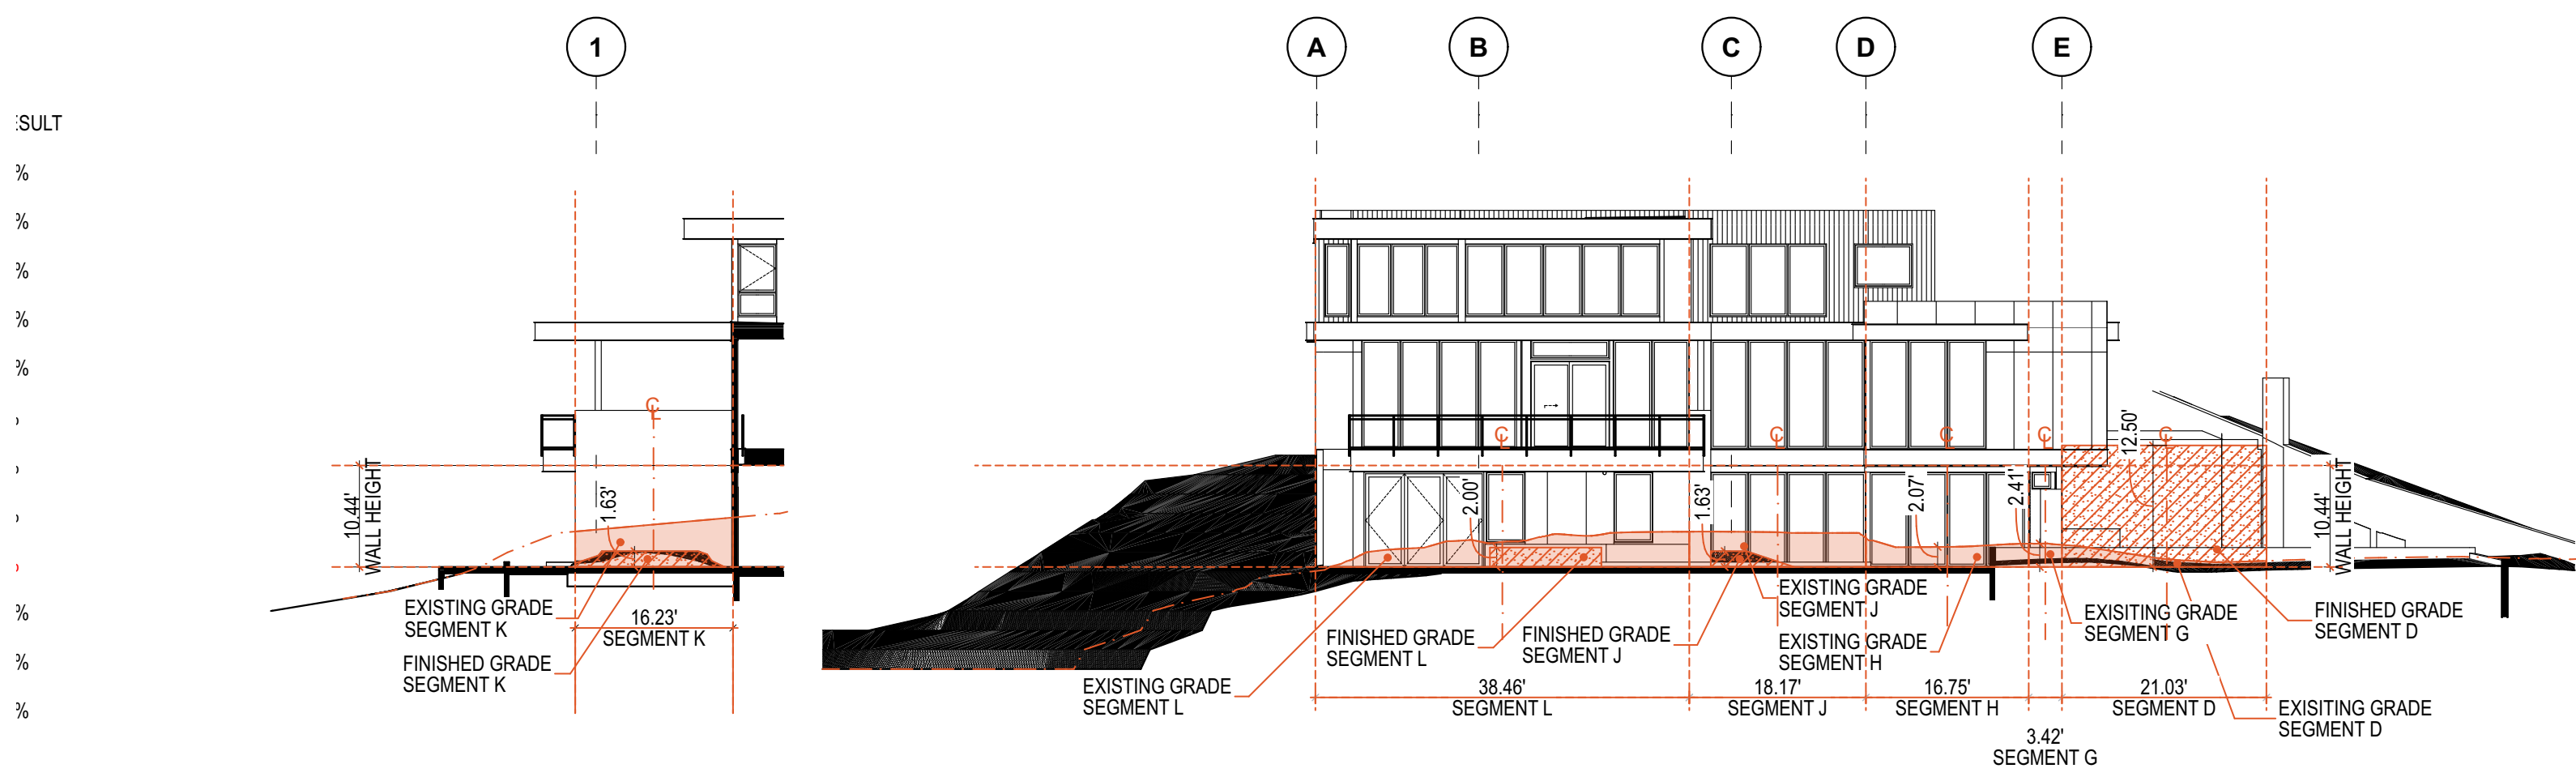 1
A
B
C
D
E
ESULT
%
%
%
%
%
%
%
%
10.44'
WALL HEIGHT
1.63'
EXISTING GRADE
SEGMENT K
FINISHED GRADE
SEGMENT K
16.23'
SEGMENT K
2.00'
1.63'
2.07'
2.41'
12.50'
10.44'
WALL HEIGHT
EXISTING GRADE
SEGMENT L
FINISHED GRADE
SEGMENT L
FINISHED GRADE
SEGMENT J
EXISTING GRADE
SEGMENT J
EXISTING GRADE
SEGMENT H
EXISITING GRADE
SEGMENT G
FINISHED GRADE
SEGMENT D
EXISITING GRADE
SEGMENT D
38.46'
SEGMENT L
18.17'
SEGMENT J
16.75'
SEGMENT H
21.03'
SEGMENT D
3.42'
SEGMENT G